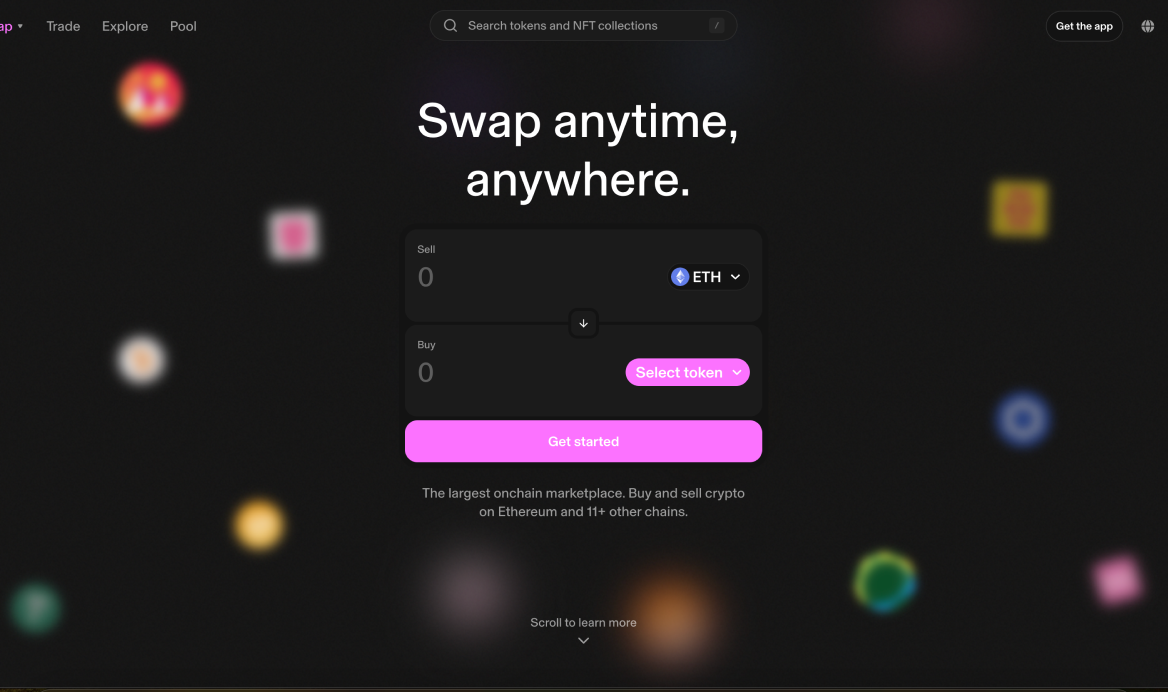 ap
Trade
Explore
Pool
Search tokens and NFT collections
/
Get the app
Swap anytime,
anywhere.
Sell
0
ETH
Buy
0
Select token
Get started
The largest onchain marketplace. Buy and sell crypto
on Ethereum and 11+ other chains.
Scroll to learn more